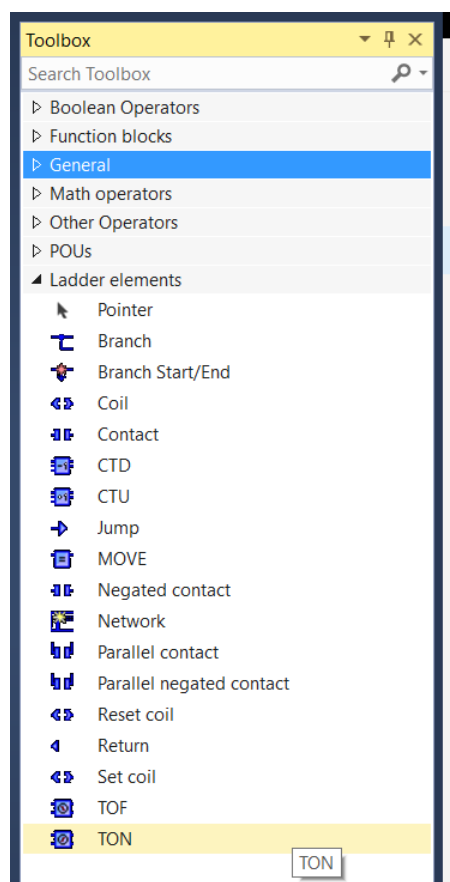 Toolbox
Search Toolbox
Boolean Operators
Function blocks
General
Math operators
Other Operators
POUs
Ladder elements
Pointer
Branch
Branch Start/End
Coil
Contact
CTD
CTU
Jump
MOVE
Negated contact
Network
Parallel contact
Parallel negated contact
Reset coil
Return
Set coil
TOF
TON
TON